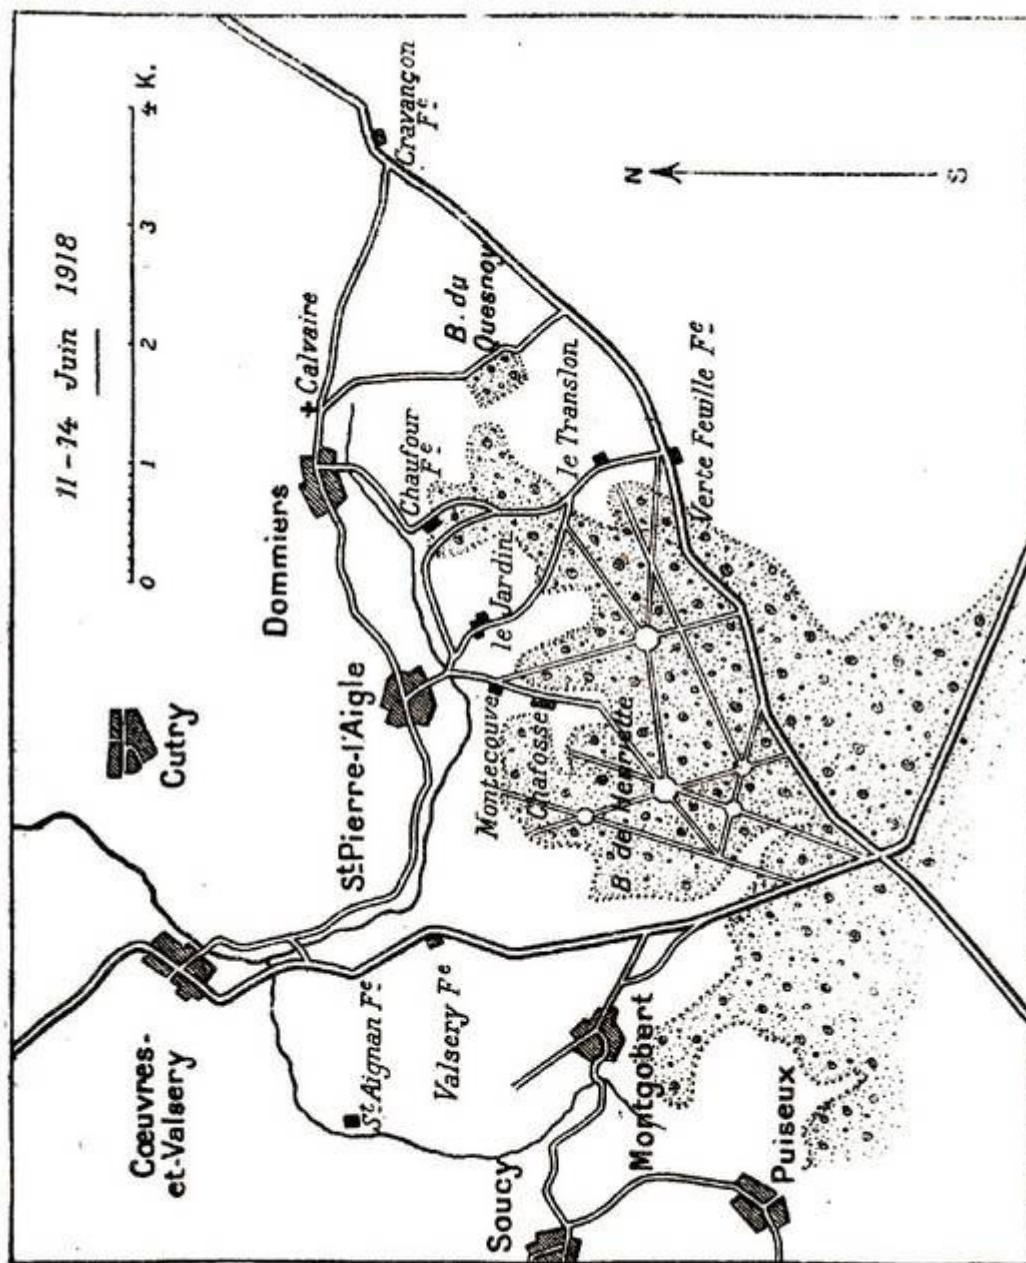 11-14 Juin 1918
0 1 2 3 4 K.
N
S
Cutry
Cœuvres-
et-Valsery
Dommiers
Calvaire
Cravançon
Fe
St Pierre-l'Aigle
Chaufour
Fe
B. du
Quesnoy
St Aignan Fe
Valsery Fe
Montecouve
le Jardin
Chafosse
le Translon
Soucy
Montgobert
B de Henriette
Verte Feuille Fe
Puiseux